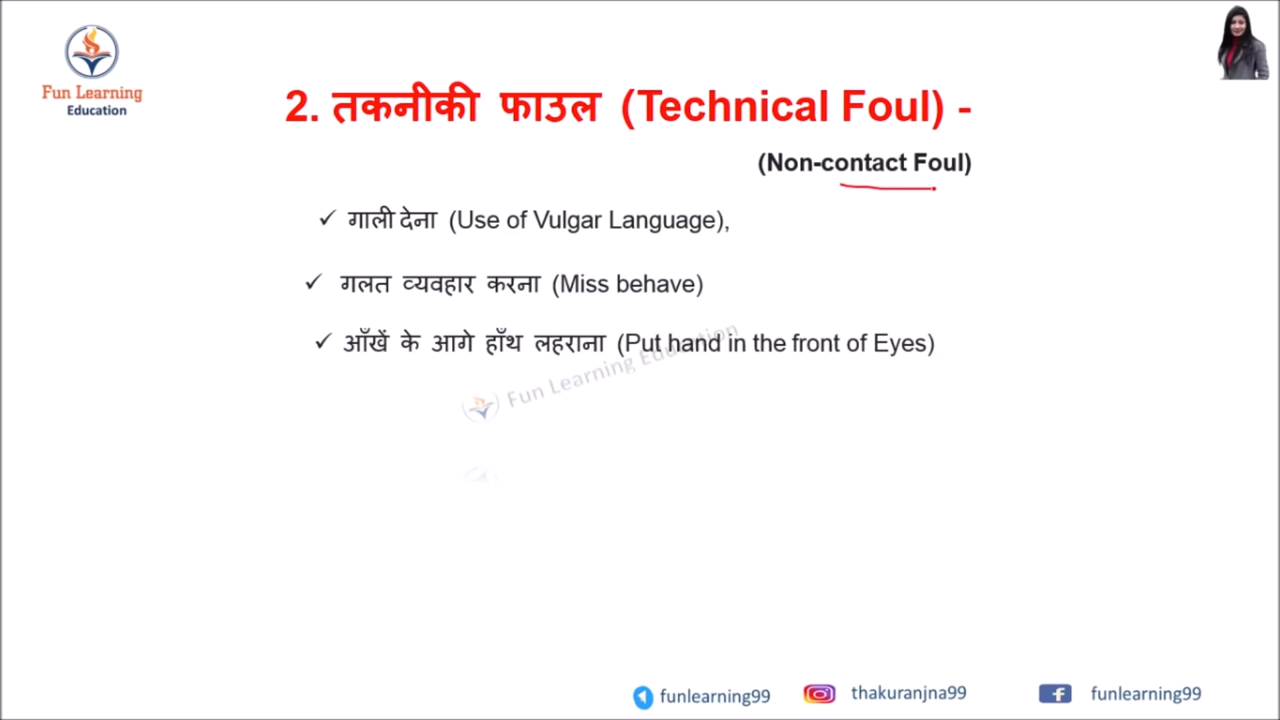 Fun Learning
Education
2. तकनीकी फाउल (Technical Foul) -
(Non-contact Foul)
✓ गाली देना (Use of Vulgar Language),
✓ गलत व्यवहार करना (Miss behave)
✓ आँखें के आगे हाँथ लहराना (Put hand in the front of Eyes)
Fun Learning Education
funlearning99
thakuranjna99
funlearning99